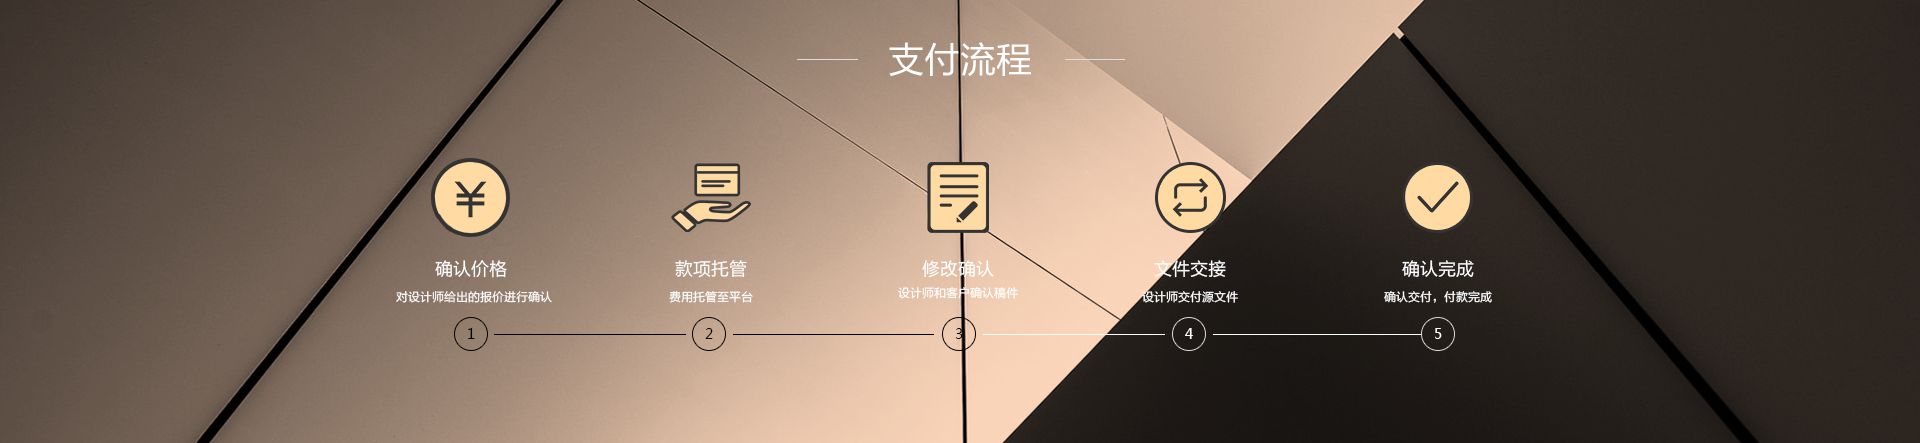 支付流程
确认价格
对设计师给出的报价进行确认
1
款项托管
费用托管至平台
2
修改确认
设计师和客户确认稿件
3
文件交接
设计师交付源文件
4
确认完成
确认交付，付款完成
5